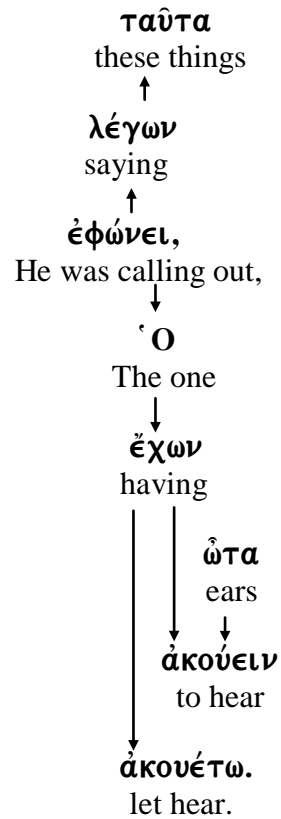 ταῦτα
these things
λέγων
saying
ἐφώνει,
He was calling out,
Ὁ
The one
ἔχων
having
ὦτα
ears
ἀκούειν
to hear
ἀκουέτω.
let hear.